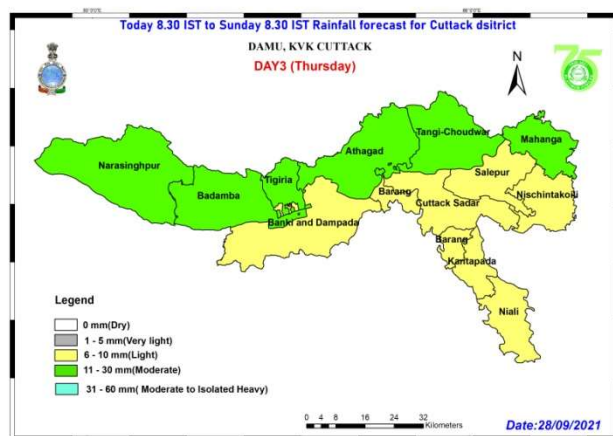 Today 8.30 IST to Sunday 8.30 IST Rainfall forecast for Cuttack dsitrict
DAMU, KVK CUTTACK
DAY3 (Thursday)
N
75
Narasinghpur
Badamba
Tigiria
Athagad
Tangi-Choudwar
Mahanga
Salepur
Nischintakoili
Barang
Cuttack Sadar
Banki and Dampada
Barang
Kantapada
Niali
Legend
0 mm(Dry)
1 - 5 mm(Very light)
6 - 10 mm(Light)
11 - 30 mm(Moderate)
31 - 60 mm( Moderate to Isolated Heavy)
0 4 8 16 24 32
Kilometers
Date:28/09/2021